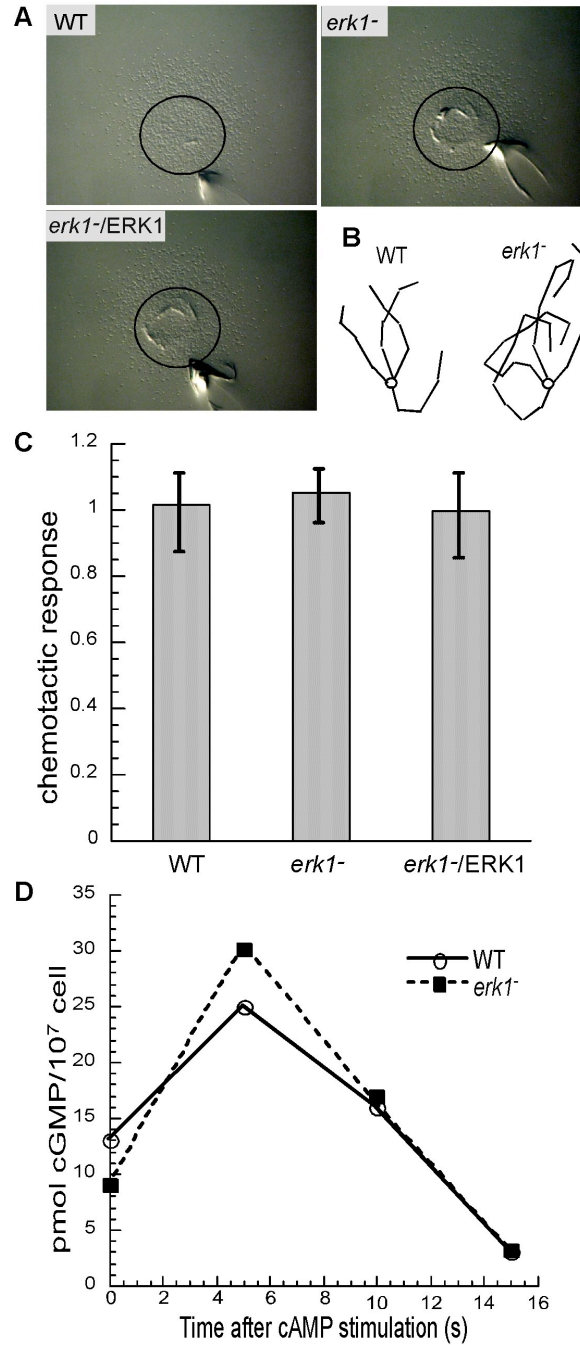 A
WT
erk1-
erk1-/ERK1
B
WT
erk1-
C
chemotactic response
1.2
1
0.8
0.6
0.4
0.2
0
WT
erk1-
erk1-/ERK1
D
pmol cGMP/10⁷ cell
35
30
25
20
15
10
5
0
WT
erk1-
0 2 4 6 8 10 12 14 16
Time after cAMP stimulation (s)